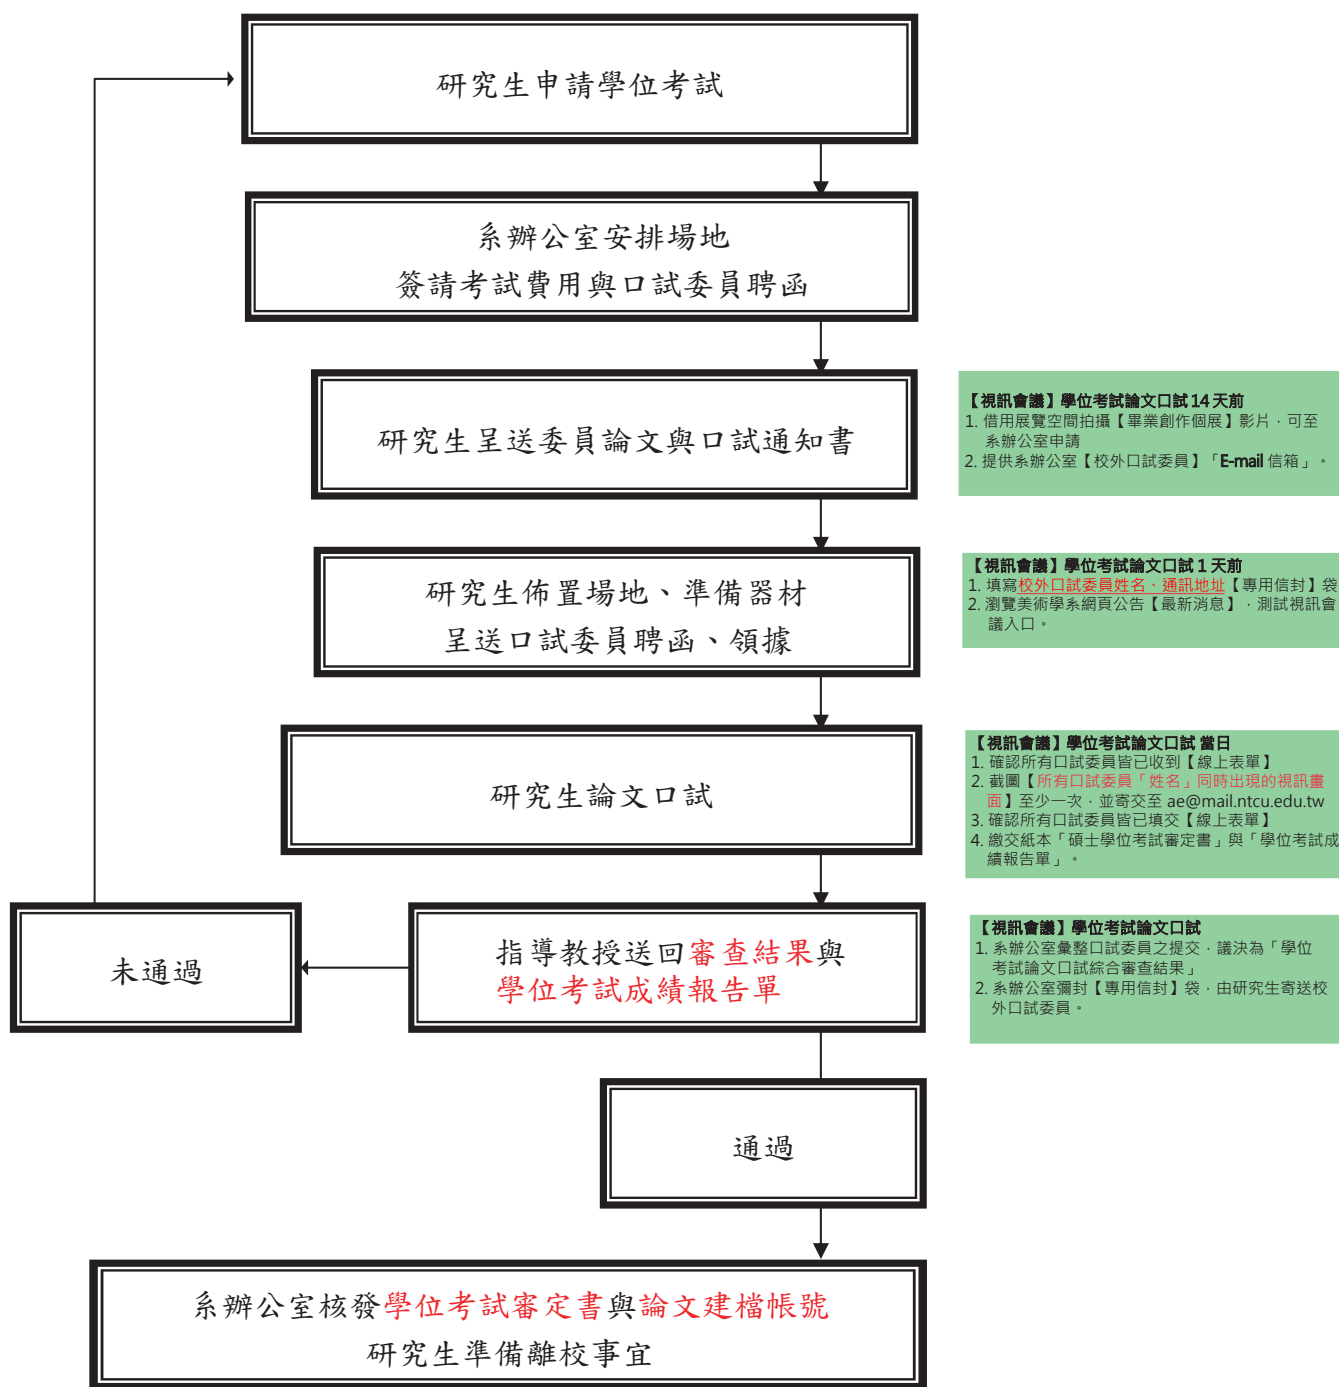 研究生申請學位考試
系辦公室安排場地
簽請考試費用與口試委員聘函
研究生呈送委員論文與口試通知書
【視訊會議】學位考試論文口試 14 天前
1. 借用展覽空間拍攝【畢業創作個展】影片，可至
系辦公室申請
2. 提供系辦公室【校外口試委員】「E-mail 信箱」。
研究生佈置場地、準備器材
呈送口試委員聘函、領據
【視訊會議】學位考試論文口試 1 天前
1. 填寫校外口試委員姓名、通訊地址【專用信封】袋
2. 瀏覽美術學系網頁公告【最新消息】，測試視訊會
議入口。
研究生論文口試
【視訊會議】學位考試論文口試 當日
1. 確認所有口試委員皆已收到【線上表單】
2. 截圖【所有口試委員「姓名」同時出現的視訊畫
面】至少一次，並寄交至 ae@mail.ntcu.edu.tw
3. 確認所有口試委員皆已填交【線上表單】
4. 繳交紙本「碩士學位考試審定書」與「學位考試成
績報告單」。
未通過
指導教授送回審查結果與
學位考試成績報告單
【視訊會議】學位考試論文口試
1. 系辦公室彙整口試委員之提交，議決為「學位
考試論文口試綜合審查結果」
2. 系辦公室彌封【專用信封】袋，由研究生寄送校
外口試委員。
通過
系辦公室核發學位考試審定書與論文建檔帳號
研究生準備離校事宜